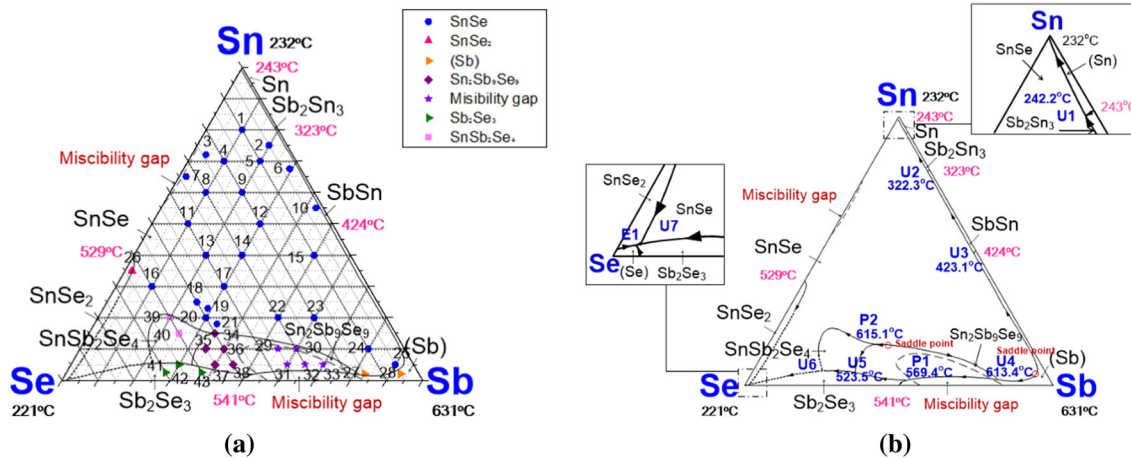 Sn 232°C
243°C
Sn
Sb₂Sn₃
323°C
Miscibility gap
SbSn
424°C
SnSe
529°C
SnSe₂
SnSb₂Se₄
Sn₂Sb₉Se₉
(Sb)
Se
221°C
Sb₂Se₃
541°C
Miscibility gap
Sb
631°C
1
2
3
4
5
6
7
8
9
10
11
12
13
14
15
26
16
17
18
19
20
21
22
23
39
40
35
34
36
29
30
24
25
41
42
43
37
38
31
32
33
27
28
SnSe
SnSe₂
(Sb)
Sn₂Sb₉Se₉
Misibility gap
Sb₂Se₃
SnSb₂Se₄
(a)
Sn
232°C
SnSe
(Sn)
242.2°C
U1
243°C
Sb₂Sn₃
Sn 232°C
243°C
Sn
Sb₂Sn₃
U2
323°C
322.3°C
Miscibility gap
SbSn
U3
424°C
423.1°C
SnSe
529°C
SnSe₂
SnSe₂
SnSe
E1
U7
Se
(Se)
Sb₂Se₃
P2
615.1°C
Saddle point
Sn₂Sb₉Se₉
Saddle point
(Sb)
SnSb₂Se₄
U6
U5
523.5°C
P1
569.4°C
U4
613.4°C
Se
221°C
Sb₂Se₃
541°C
Miscibility gap
Sb
631°C
(b)